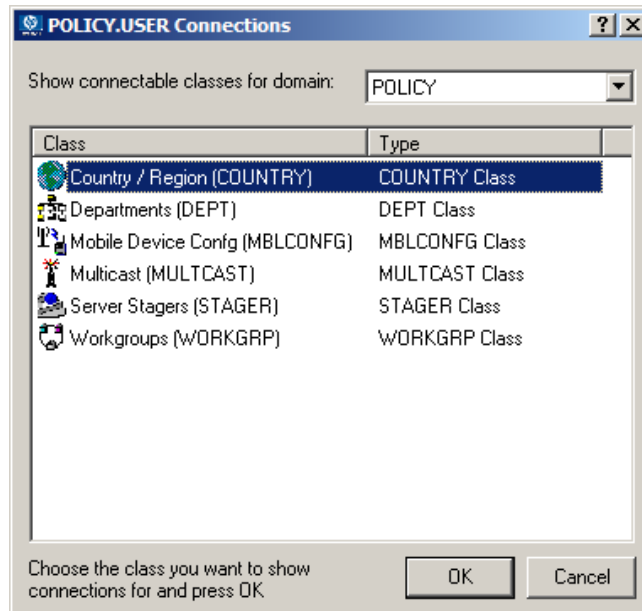 POLICY.USER Connections
Show connectable classes for domain: POLICY
Class Type
Country / Region (COUNTRY) COUNTRY Class
Departments (DEPT) DEPT Class
Mobile Device Confg (MBLCONFG) MBLCONFG Class
Multicast (MULTCAST) MULTCAST Class
Server Stagers (STAGER) STAGER Class
Workgroups (WORKGRP) WORKGRP Class
Choose the class you want to show
connections for and press OK
OK Cancel